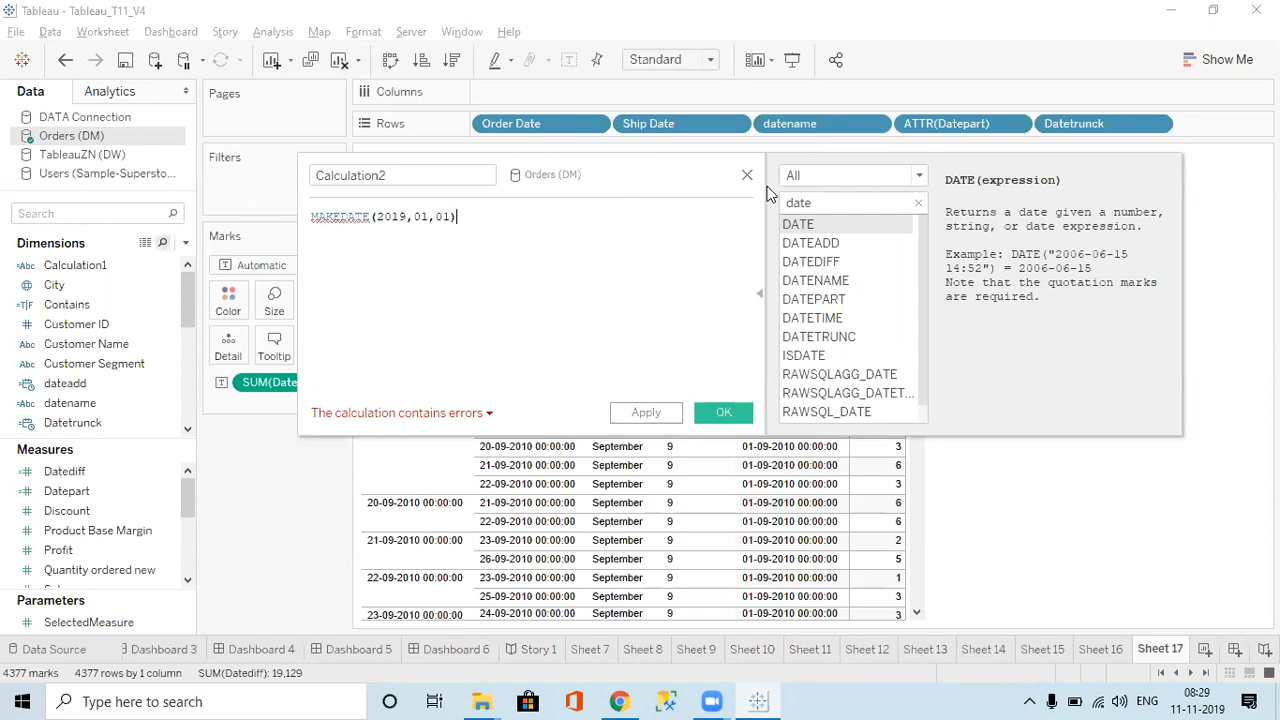 Tableau - Tableau_T11_V4
File Data Worksheet Dashboard Story Analysis Map Format Server Window Help
Standard
Show Me
Data
Analytics
DATA Connection
Orders (DM)
TableauZN (DW)
Users (Sample-Supersto...
Search
Dimensions
Abc Calculation1
City
Contains
Customer ID
Abc Customer Name
Abc Customer Segment
dateadd
Abc datename
Datetrunck
Measures
Datediff
Datepart
Discount
Product Base Margin
Profit
Quantity ordered new
Parameters
SelectedMeasure
Pages
Filters
Marks
Automatic
Color
Size
Detail
Tooltip
SUM(Date
Columns
Rows
Order Date
Ship Date
datename
ATTR(Datepart)
Datetrunck
Calculation2
Orders (DM)
MAKEDATE(2019,01,01)
The calculation contains errors
Apply
OK
All
date
DATE
DATEADD
DATEDIFF
DATENAME
DATEPART
DATETIME
DATETRUNC
ISDATE
RAWSQLAGG_DATE
RAWSQLAGG_DATET...
RAWSQL_DATE
DATE(expression)
Returns a date given a number,
string, or date expression.
Example: DATE("2006-06-15
14:52") = 2006-06-15
Note that the quotation marks
are required.
20-09-2010 00:00:00 September 9 01-09-2010 00:00:00 3
21-09-2010 00:00:00 September 9 01-09-2010 00:00:00 6
22-09-2010 00:00:00 September 9 01-09-2010 00:00:00 3
20-09-2010 00:00:00 21-09-2010 00:00:00 September 9 01-09-2010 00:00:00 6
22-09-2010 00:00:00 September 9 01-09-2010 00:00:00 6
21-09-2010 00:00:00 23-09-2010 00:00:00 September 9 01-09-2010 00:00:00 2
26-09-2010 00:00:00 September 9 01-09-2010 00:00:00 5
22-09-2010 00:00:00 23-09-2010 00:00:00 September 9 01-09-2010 00:00:00 1
25-09-2010 00:00:00 September 9 01-09-2010 00:00:00 3
23-09-2010 00:00:00 24-09-2010 00:00:00 September 9 01-09-2010 00:00:00 3
Data Source Dashboard 3 Dashboard 4 Dashboard 5 Dashboard 6 Story 1 Sheet 7 Sheet 8 Sheet 9 Sheet 10 Sheet 11 Sheet 12 Sheet 13 Sheet 14 Sheet 15 Sheet 16 Sheet 17
4377 marks 4377 rows by 1 column SUM(Datediff): 19,129
Type here to search
ENG
08:29
11-11-2019